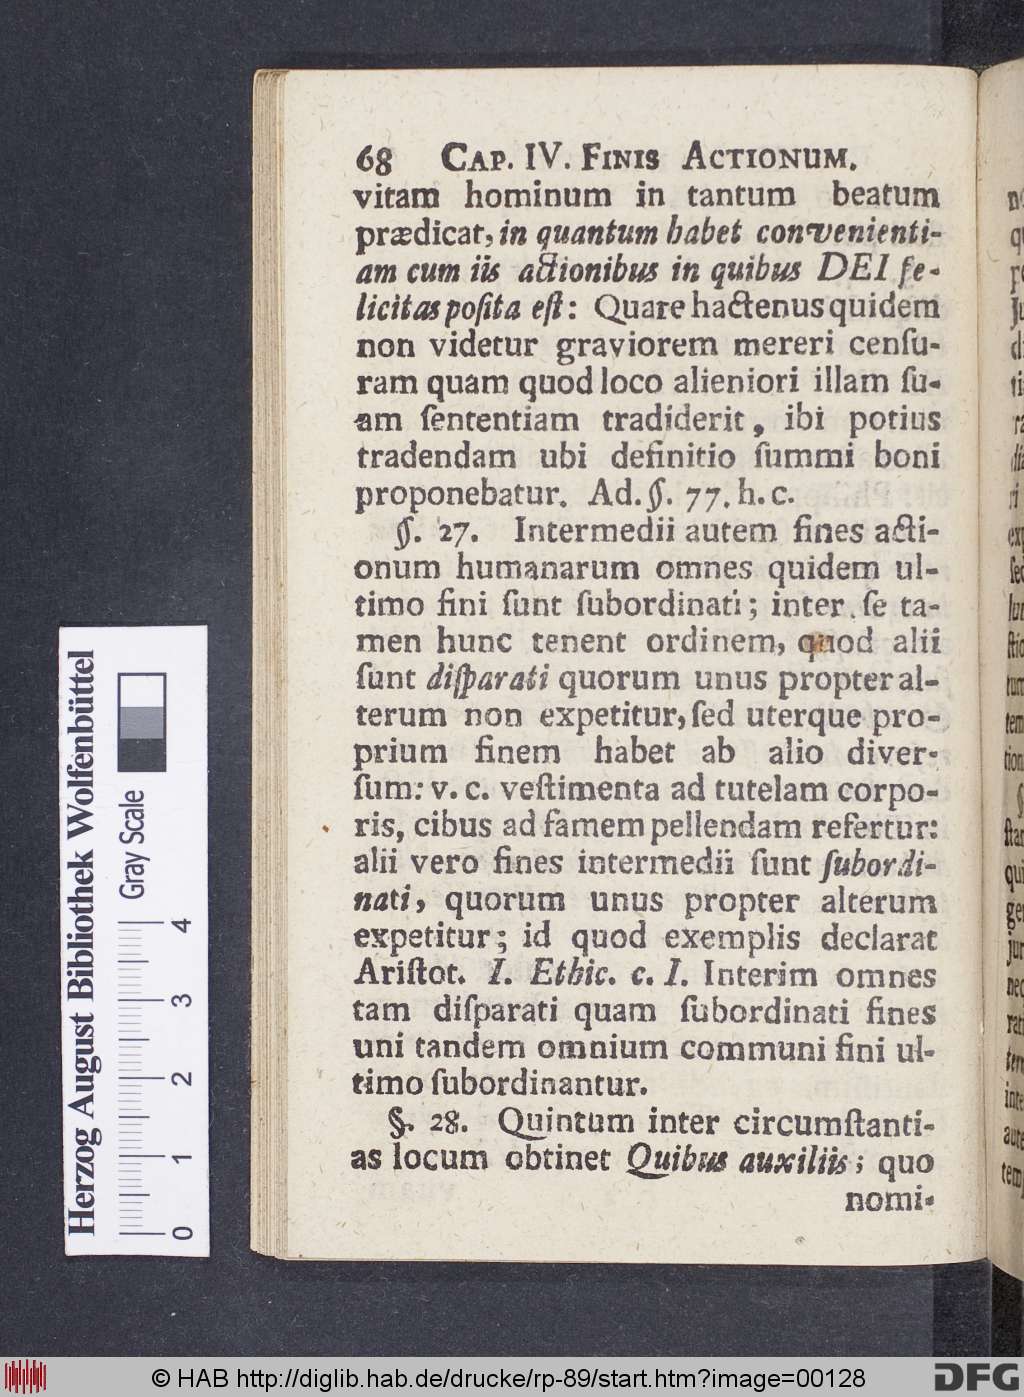 68 CAP. IV. FINIS ACTIONUM.
vitam hominum in tantum beatum
prædicat, in quantum habet convenienti-
am cum iis actionibus in quibus DEI fe-
licitas poſita eſt: Quare hactenus quidem
non videtur graviorem mereri cenſu-
ram quam quod loco alieniori illam ſu-
am ſententiam tradiderit, ibi potius
tradendam ubi definitio ſummi boni
proponebatur. Ad. §. 77. h. c.
§. 27. Intermedii autem fines acti-
onum humanarum omnes quidem ul-
timo fini ſunt ſubordinati; inter ſe ta-
men hunc tenent ordinem, quod alii
ſunt diſparati quorum unus propter al-
terum non expetitur, ſed uterque pro-
prium finem habet ab alio diver-
ſum: v. c. veſtimenta ad tutelam corpo-
ris, cibus ad famem pellendam refertur:
alii vero fines intermedii ſunt ſubordi-
nati, quorum unus propter alterum
expetitur; id quod exemplis declarat
Ariſtot. I. Ethic. c. I. Interim omnes
tam diſparati quam ſubordinati fines
uni tandem omnium communi fini ul-
timo ſubordinantur.
§. 28. Quintum inter circumſtanti-
as locum obtinet Quibus auxiliis; quo
nomi-
Herzog August Bibliothek Wolfenbüttel
Gray Scale
0 1 2 3 4
© HAB http://diglib.hab.de/drucke/rp-89/start.htm?image=00128
DFG